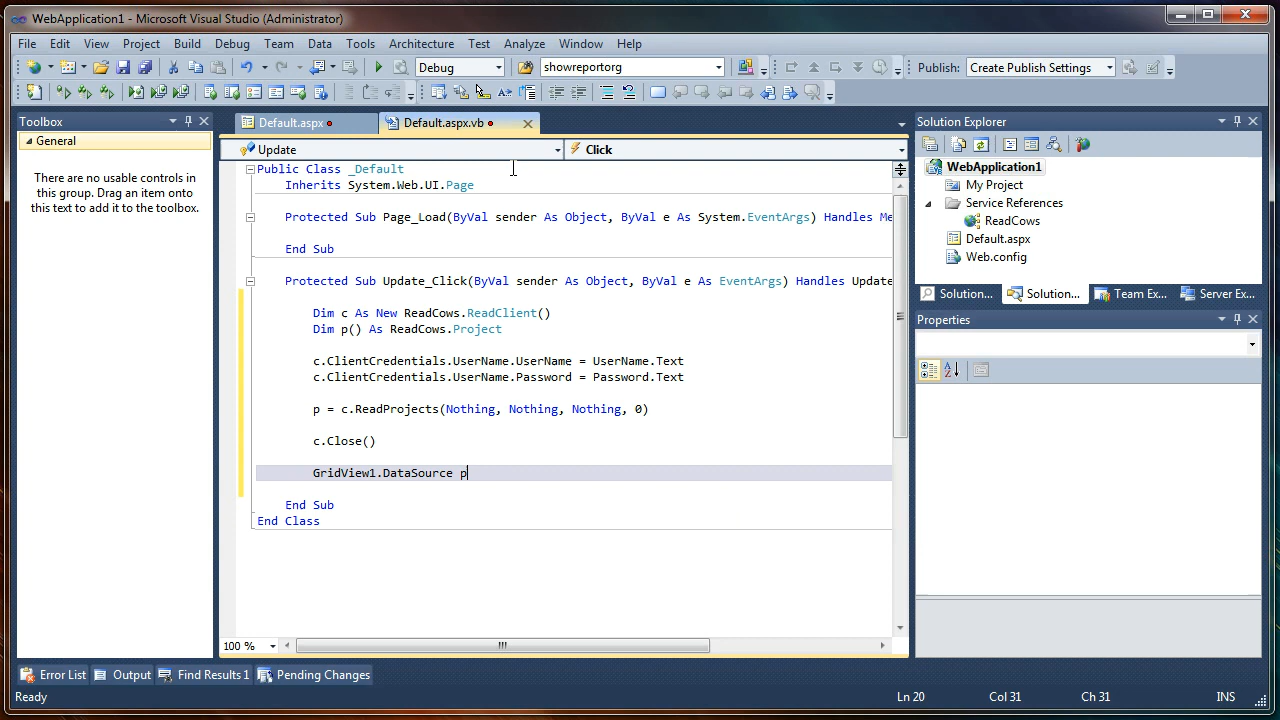 WebApplication1 - Microsoft Visual Studio (Administrator)
File Edit View Project Build Debug Team Data Tools Architecture Test Analyze Window Help
Debug showreportorg Publish: Create Publish Settings
Toolbox
General
There are no usable controls in
this group. Drag an item onto
this text to add it to the toolbox.
Default.aspx Default.aspx.vb
Update Click
Public Class _Default
Inherits System.Web.UI.Page
Protected Sub Page_Load(ByVal sender As Object, ByVal e As System.EventArgs) Handles Me
End Sub
Protected Sub Update_Click(ByVal sender As Object, ByVal e As EventArgs) Handles Update
Dim c As New ReadCows.ReadClient()
Dim p() As ReadCows.Project
c.ClientCredentials.UserName.UserName = UserName.Text
c.ClientCredentials.UserName.Password = Password.Text
p = c.ReadProjects(Nothing, Nothing, Nothing, 0)
c.Close()
GridView1.DataSource p
End Sub
End Class
100 %
Solution Explorer
WebApplication1
My Project
Service References
ReadCows
Default.aspx
Web.config
Solution... Solution... Team Ex... Server Ex...
Properties
Error List Output Find Results 1 Pending Changes
Ready Ln 20 Col 31 Ch 31 INS